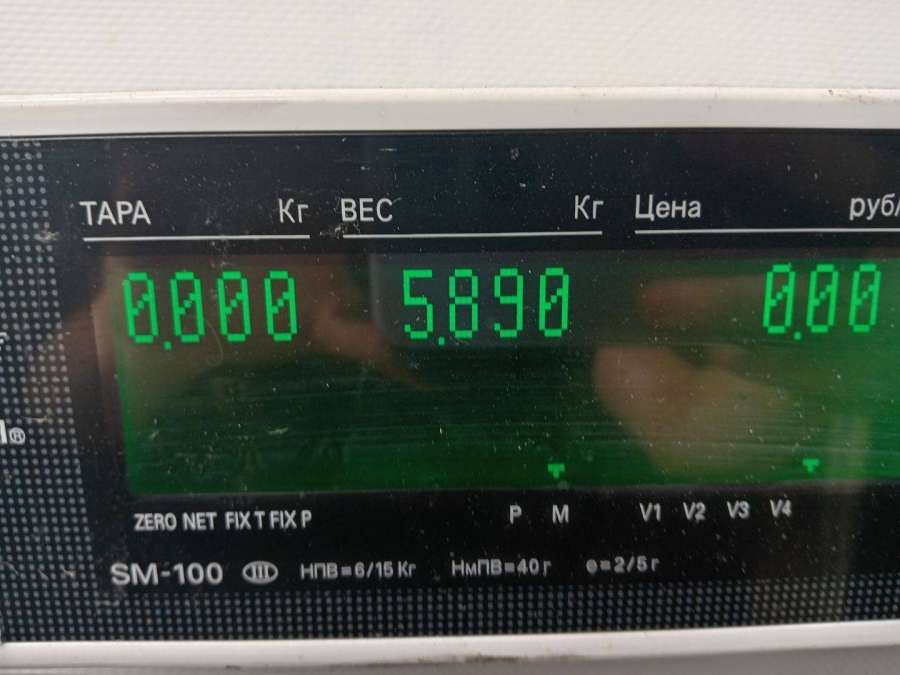 ТАРА Кг ВЕС Кг Цена руб/
0.000 5.890 0.00
ZERO NET FIX T FIX P P M V1 V2 V3 V4
SM-100 III НПВ=6/15 Кг НмПВ=40 г e=2/5 г